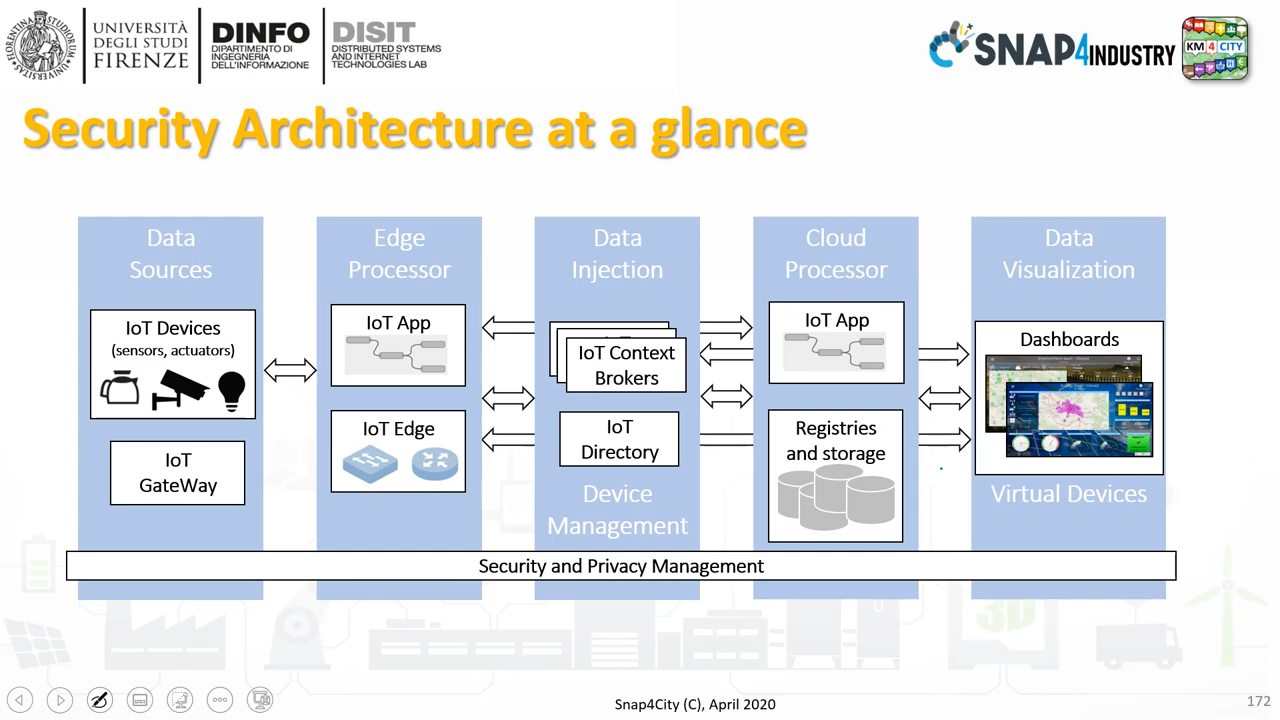 UNIVERSITÀ
DEGLI STUDI
FIRENZE
DINFO
DIPARTIMENTO DI
INGEGNERIA
DELL'INFORMAZIONE
DISIT
DISTRIBUTED SYSTEMS
AND INTERNET
TECHNOLOGIES LAB
SNAP4INDUSTRY
KM4CITY
Security Architecture at a glance
Data
Sources
IoT Devices
(sensors, actuators)
IoT
GateWay
Edge
Processor
IoT App
IoT Edge
Data
Injection
IoT Context
Brokers
IoT
Directory
Device
Management
Cloud
Processor
IoT App
Registries
and storage
Data
Visualization
Dashboards
Virtual Devices
Security and Privacy Management
Snap4City (C), April 2020
172